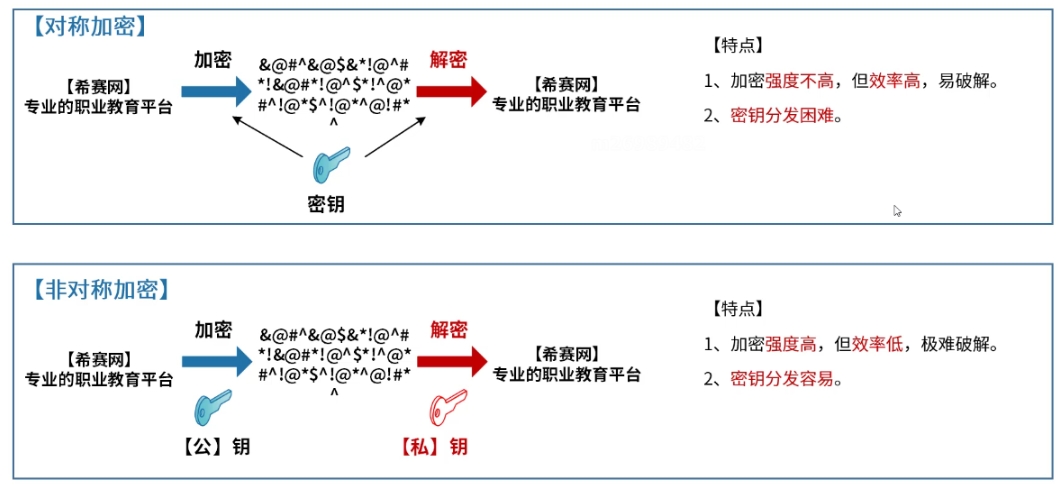 【对称加密】
加密
&@#^&@$&*!@^#
*!&@#*!@^$*!^@*
#^!@*$^!@*^@!#*
^
解密
【希赛网】
专业的职业教育平台
【希赛网】
专业的职业教育平台
密钥
【特点】
1、加密强度不高，但效率高，易破解。
2、密钥分发困难。
【非对称加密】
加密
&@#^&@$&*!@^#
*!&@#*!@^$*!^@*
#^!@*$^!@*^@!#*
^
解密
【希赛网】
专业的职业教育平台
【希赛网】
专业的职业教育平台
【公】钥
【私】钥
【特点】
1、加密强度高，但效率低，极难破解。
2、密钥分发容易。